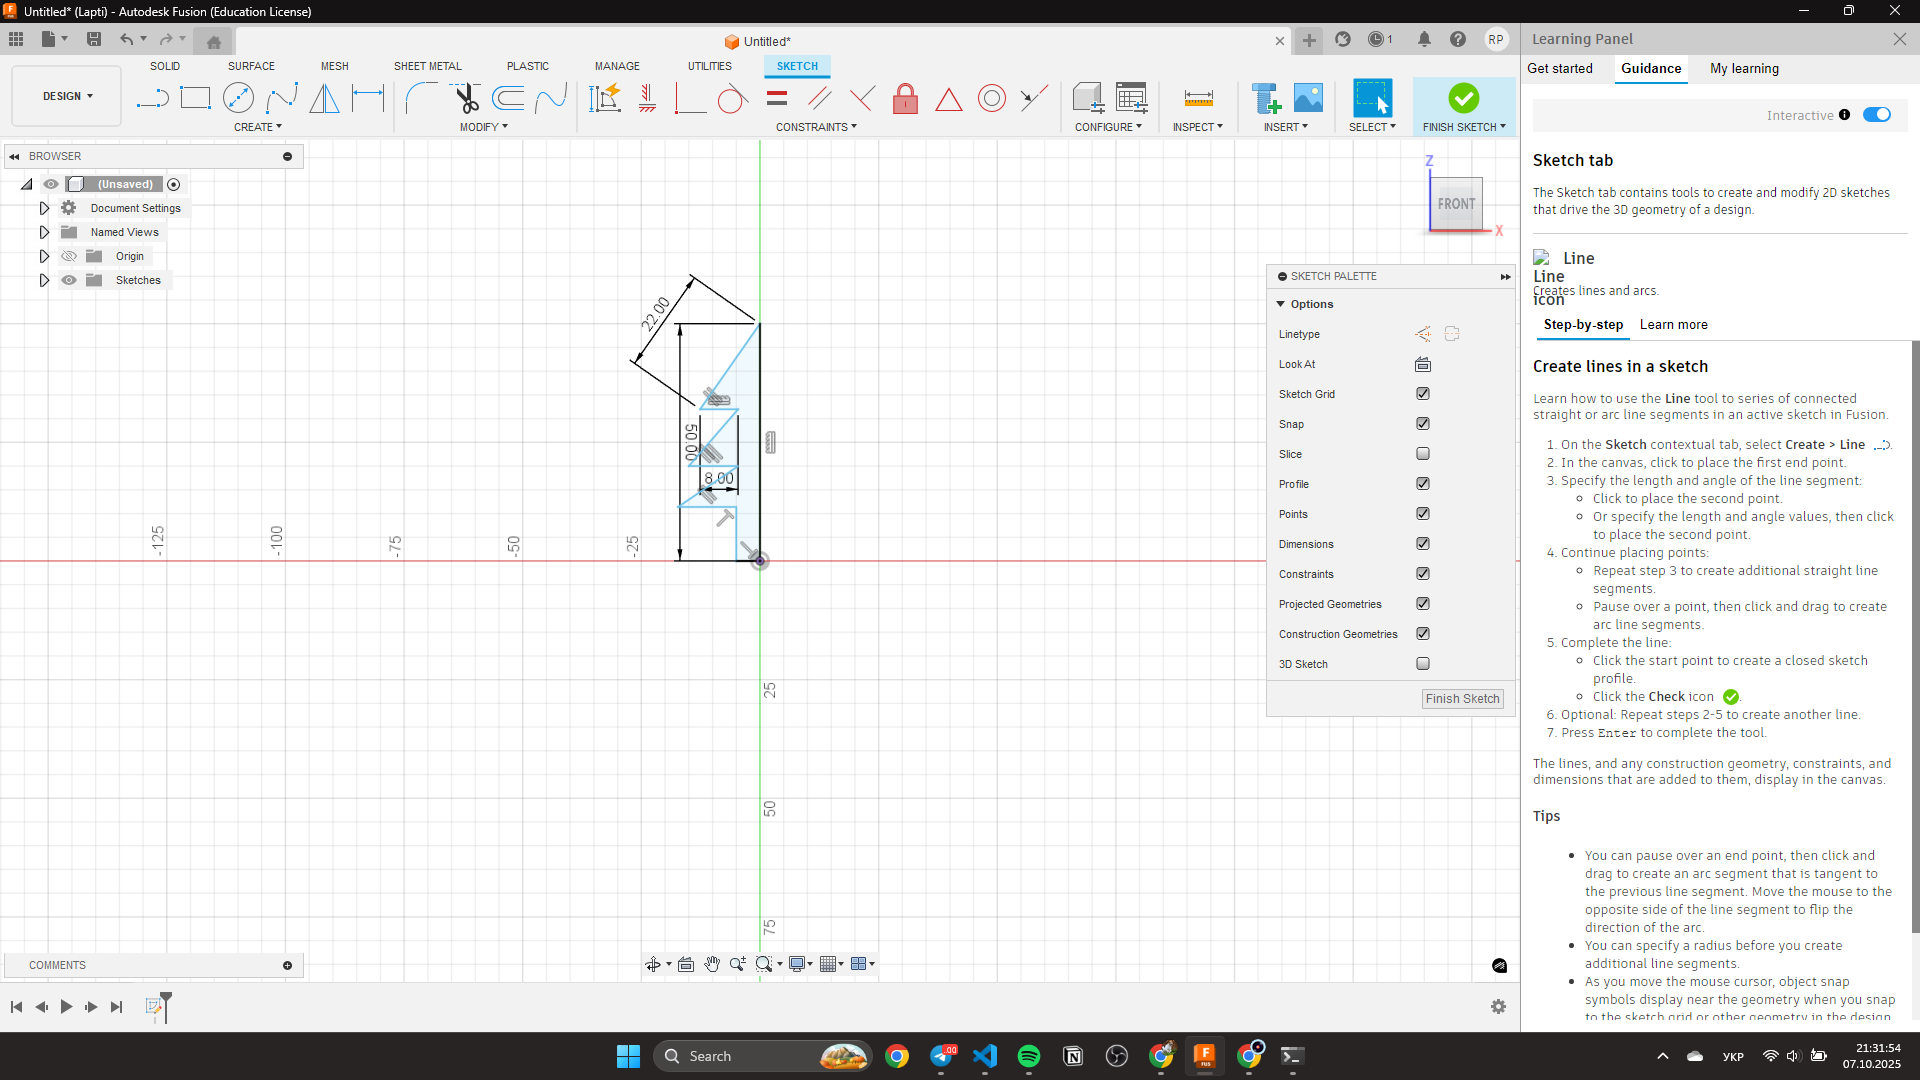 Untitled* (Lapti) - Autodesk Fusion (Education License)
Untitled*
1
RP
DESIGN
SOLID
SURFACE
MESH
SHEET METAL
PLASTIC
MANAGE
UTILITIES
SKETCH
CREATE
MODIFY
CONSTRAINTS
CONFIGURE
INSPECT
INSERT
SELECT
FINISH SKETCH
BROWSER
(Unsaved)
Document Settings
Named Views
Origin
Sketches
Z
FRONT
X
22.00
50.00
8.00
-125
-100
-75
-50
-25
25
50
75
SKETCH PALETTE
Options
Linetype
Look At
Sketch Grid
Snap
Slice
Profile
Points
Dimensions
Constraints
Projected Geometries
Construction Geometries
3D Sketch
Finish Sketch
COMMENTS
Learning Panel
Get started
Guidance
My learning
Interactive
Sketch tab
The Sketch tab contains tools to create and modify 2D sketches
that drive the 3D geometry of a design.
Line
Line
icon
Creates lines and arcs.
Step-by-step
Learn more
Create lines in a sketch
Learn how to use the Line tool to series of connected
straight or arc line segments in an active sketch in Fusion.
1. On the Sketch contextual tab, select Create > Line .
2. In the canvas, click to place the first end point.
3. Specify the length and angle of the line segment:
Click to place the second point.
Or specify the length and angle values, then click
to place the second point.
4. Continue placing points:
Repeat step 3 to create additional straight line
segments.
Pause over a point, then click and drag to create
arc line segments.
5. Complete the line:
Click the start point to create a closed sketch
profile.
Click the Check icon .
6. Optional: Repeat steps 2-5 to create another line.
7. Press Enter to complete the tool.
The lines, and any construction geometry, constraints, and
dimensions that are added to them, display in the canvas.
Tips
You can pause over an end point, then click and
drag to create an arc segment that is tangent to
the previous line segment. Move the mouse to the
opposite side of the line segment to flip the
direction of the arc.
You can specify a radius before you create
additional line segments.
As you move the mouse cursor, object snap
symbols display near the geometry when you snap
to the sketch grid or other geometry in the design
Search
.00
УКР
21:31:54
07.10.2025